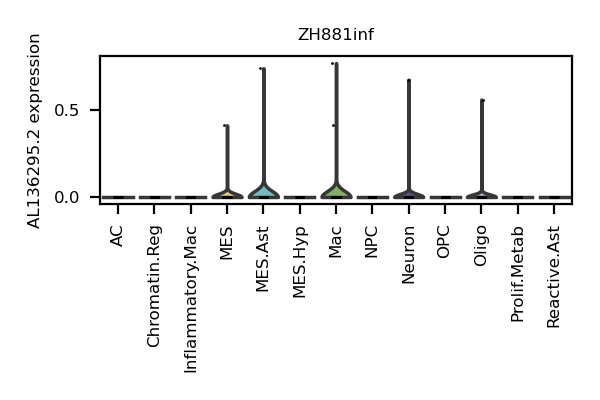 ZH881inf
AL136295.2 expression
0.5
0.0
AC
Chromatin.Reg
Inflammatory.Mac
MES
MES.Ast
MES.Hyp
Mac
NPC
Neuron
OPC
Oligo
Prolif.Metab
Reactive.Ast